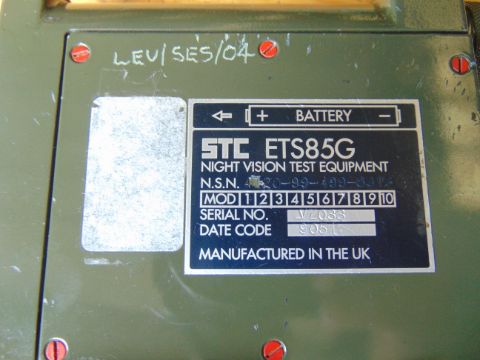 LEU/SES/04
+ BATTERY −
STC ETS85G
NIGHT VISION TEST EQUIPMENT
N.S.N.
MOD 1 2 3 4 5 6 7 8 9 10
SERIAL NO.
DATE CODE
MANUFACTURED IN THE UK